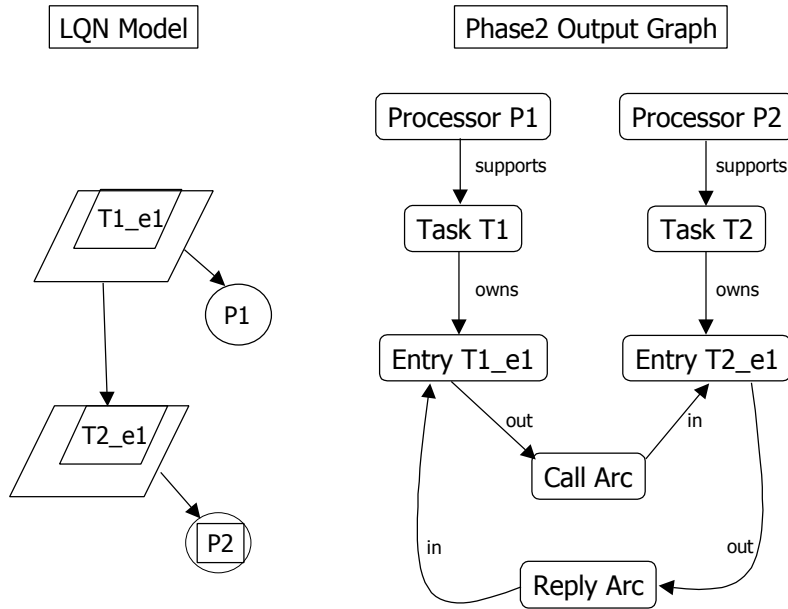 LQN Model
T1_e1
P1
T2_e1
P2
Phase2 Output Graph
Processor P1
Processor P2
supports
supports
Task T1
Task T2
owns
owns
Entry T1_e1
Entry T2_e1
out
in
Call Arc
in
out
Reply Arc